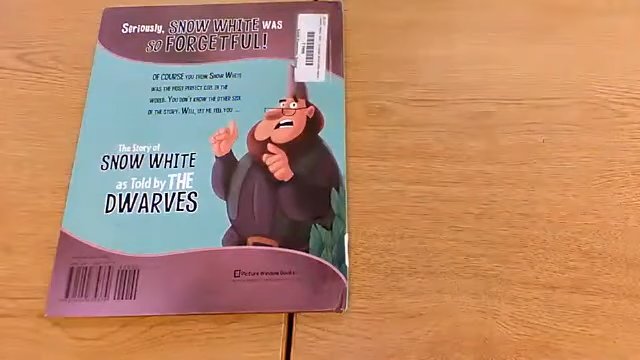 Seriously, SNOW WHITE WAS
SO FORGETFUL!
OF COURSE YOU THINK SNOW WHITE
WAS THE MOST PERFECT GIRL IN THE
WORLD. YOU DON'T KNOW THE OTHER SIDE
OF THE STORY. WELL, LET ME TELL YOU ...
The Story of
SNOW WHITE
as Told by THE
DWARVES
Picture Window Books